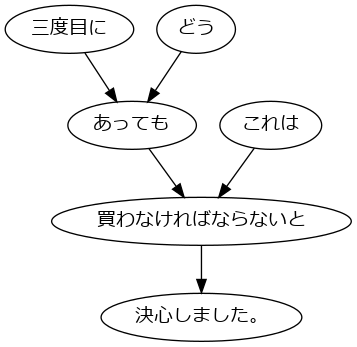 三度目に
どう
あっても
これは
買わなければならないと
決心しました。